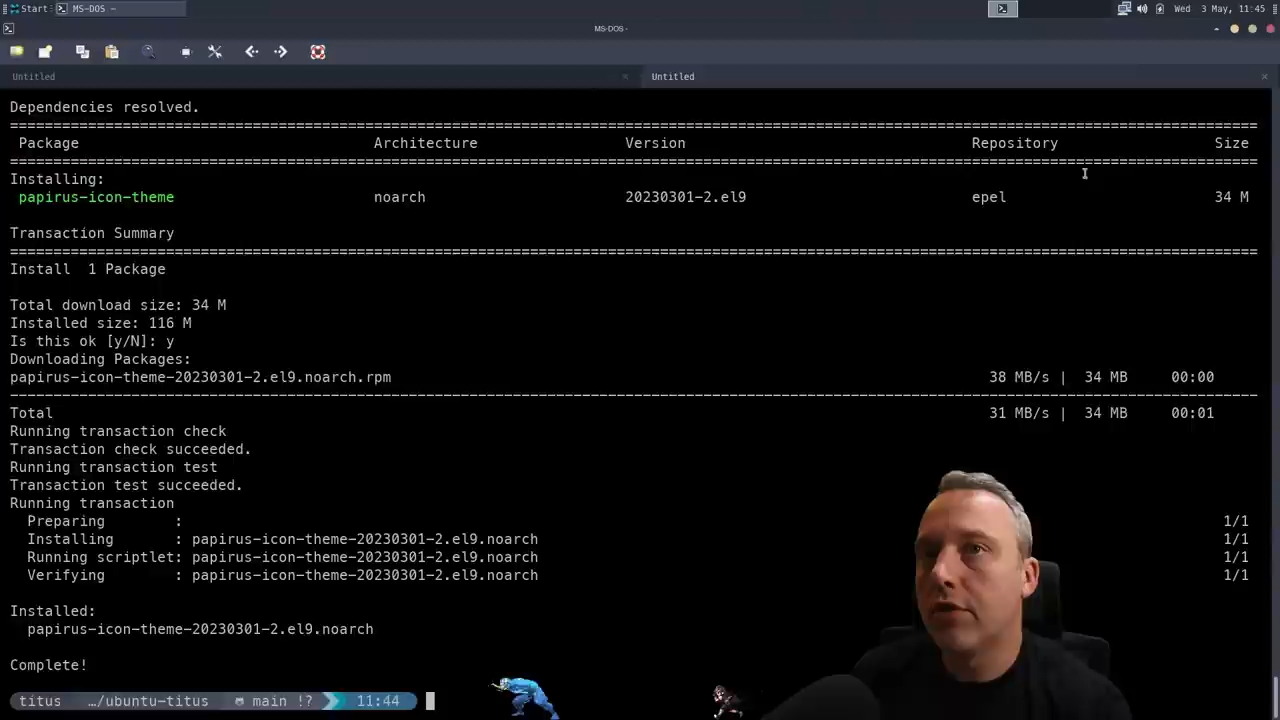 Start MS-DOS ~ Wed 3 May, 11:45
MS-DOS ~
Untitled Untitled
Dependencies resolved.
================================================================================
Package Architecture Version Repository Size
================================================================================
Installing:
papirus-icon-theme noarch 20230301-2.el9 epel 34 M
Transaction Summary
================================================================================
Install 1 Package
Total download size: 34 M
Installed size: 116 M
Is this ok [y/N]: y
Downloading Packages:
papirus-icon-theme-20230301-2.el9.noarch.rpm 38 MB/s | 34 MB 00:00
--------------------------------------------------------------------------------
Total 31 MB/s | 34 MB 00:01
Running transaction check
Transaction check succeeded.
Running transaction test
Transaction test succeeded.
Running transaction
Preparing : 1/1
Installing : papirus-icon-theme-20230301-2.el9.noarch 1/1
Running scriptlet: papirus-icon-theme-20230301-2.el9.noarch 1/1
Verifying : papirus-icon-theme-20230301-2.el9.noarch 1/1
Installed:
papirus-icon-theme-20230301-2.el9.noarch
Complete!
titus …/ubuntu-titus main !? 11:44